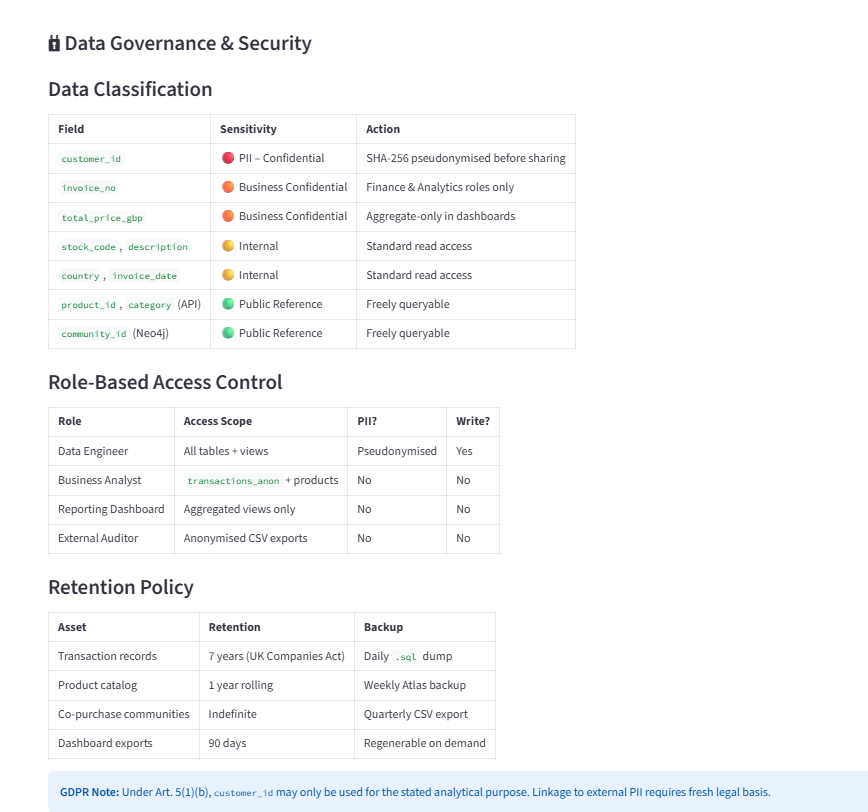 Data Governance & Security
Data Classification
Field Sensitivity Action
customer_id PII – Confidential SHA-256 pseudonymised before sharing
invoice_no Business Confidential Finance & Analytics roles only
total_price_gbp Business Confidential Aggregate-only in dashboards
stock_code , description Internal Standard read access
country , invoice_date Internal Standard read access
product_id , category (API) Public Reference Freely queryable
community_id (Neo4j) Public Reference Freely queryable
Role-Based Access Control
Role Access Scope PII? Write?
Data Engineer All tables + views Pseudonymised Yes
Business Analyst transactions_anon + products No No
Reporting Dashboard Aggregated views only No No
External Auditor Anonymised CSV exports No No
Retention Policy
Asset Retention Backup
Transaction records 7 years (UK Companies Act) Daily .sql dump
Product catalog 1 year rolling Weekly Atlas backup
Co-purchase communities Indefinite Quarterly CSV export
Dashboard exports 90 days Regenerable on demand
GDPR Note: Under Art. 5(1)(b), customer_id may only be used for the stated analytical purpose. Linkage to external PII requires fresh legal basis.